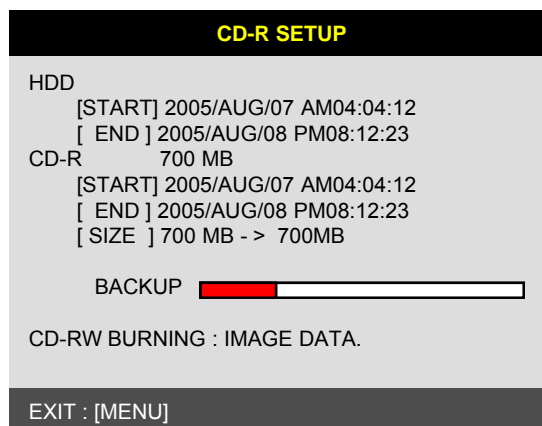 CD-R SETUP
HDD
[START] 2005/AUG/07 AM04:04:12
[ END ] 2005/AUG/08 PM08:12:23
CD-R 700 MB
[START] 2005/AUG/07 AM04:04:12
[ END ] 2005/AUG/08 PM08:12:23
[ SIZE ] 700 MB - > 700MB
BACKUP
CD-RW BURNING : IMAGE DATA.
EXIT : [MENU]